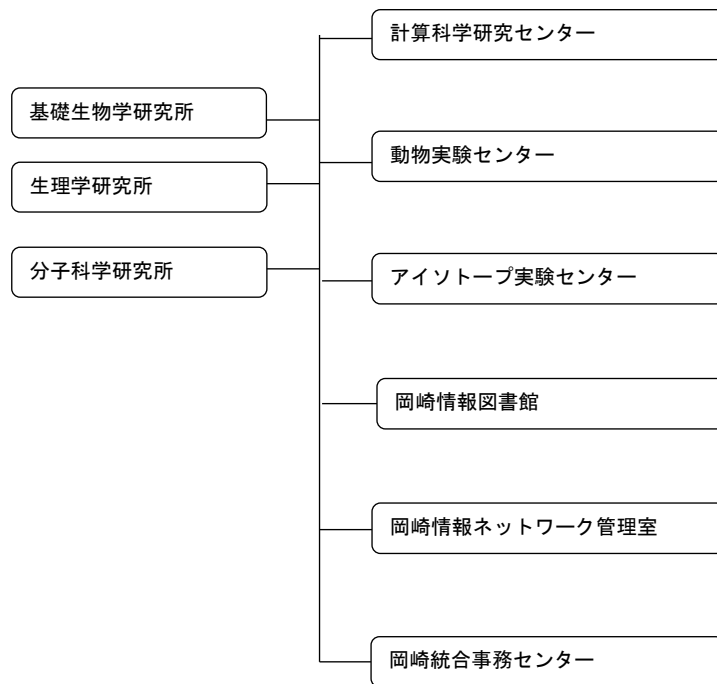 基礎生物学研究所
生理学研究所
分子科学研究所
計算科学研究センター
動物実験センター
アイソトープ実験センター
岡崎情報図書館
岡崎情報ネットワーク管理室
岡崎統合事務センター